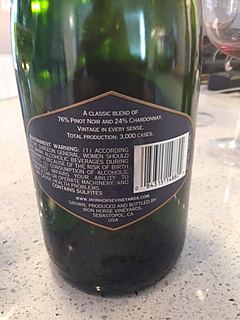 A CLASSIC BLEND OF
76% PINOT NOIR AND 24% CHARDONNAY.
VINTAGE IN EVERY SENSE.
TOTAL PRODUCTION: 3,000 CASES.
WARNING: (1) ACCORDING
GENERAL, WOMEN SHOULD
ALCOHOLIC BEVERAGES DURING
BECAUSE OF THE RISK OF BIRTH
CONSUMPTION OF ALCOHOLIC
YOUR ABILITY TO
OPERATE MACHINERY, AND
PROBLEMS.
CONTAINS SULFITES
WWW.IRONHORSEVINEYARDS.COM
GROWN, PRODUCED AND BOTTLED BY
IRON HORSE VINEYARDS,
SEBASTOPOL, CA
USA